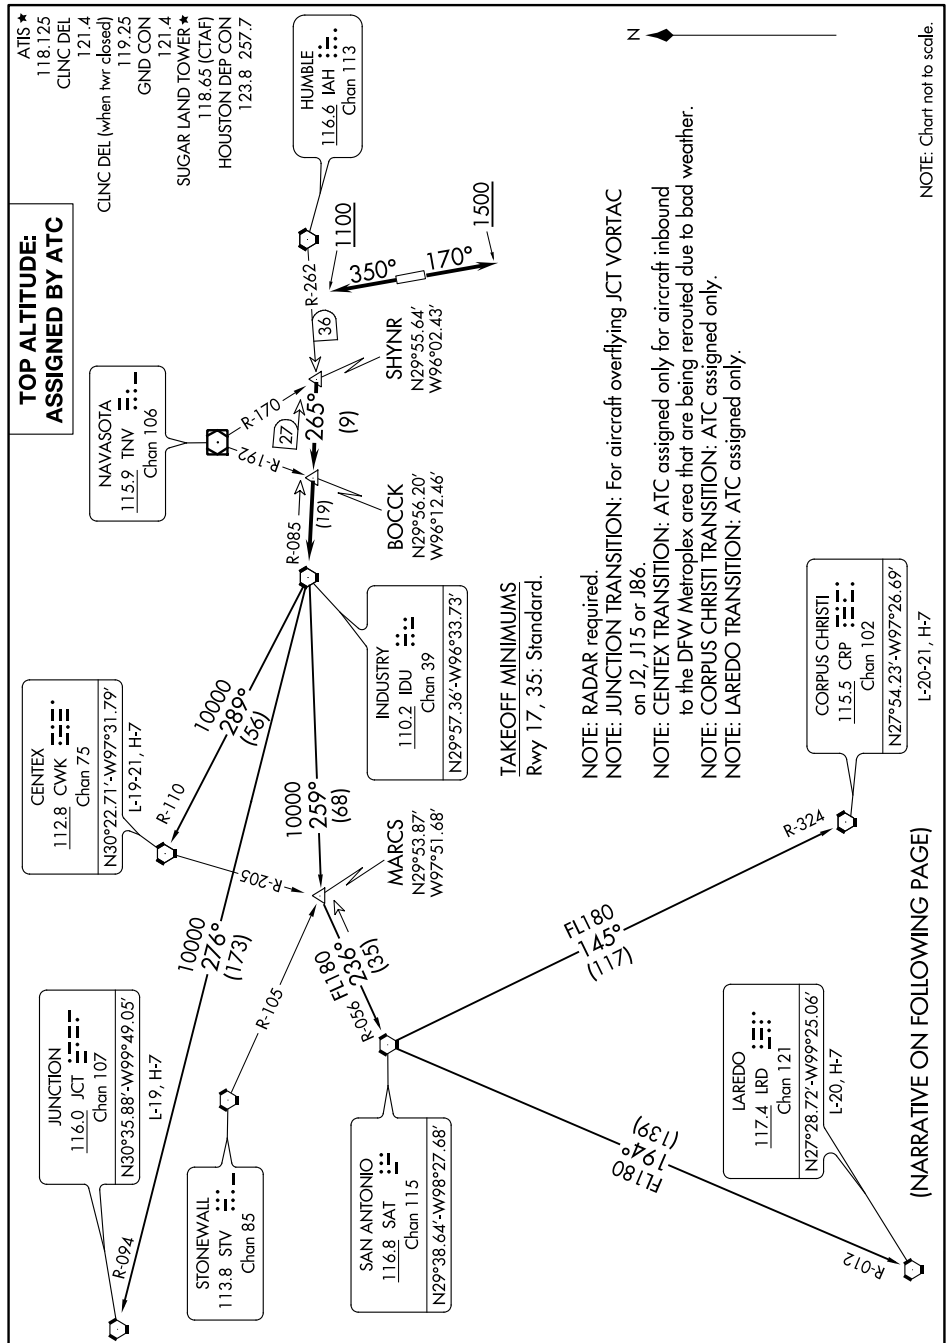 TOP ALTITUDE:
ASSIGNED BY ATC
ATIS ★
118.125
CLNC DEL
121.4
CLNC DEL (when twr closed)
119.25
GND CON
121.4
SUGAR LAND TOWER ★
118.65 (CTAF)
HOUSTON DEP CON
123.8 257.7
JUNCTION
116.0 JCT
Chan 107
N30°35.88'-W99°49.05'
L-19, H-7
CENTEX
112.8 CWK
Chan 75
N30°22.71'-W97°31.79'
L-19-21, H-7
NAVASOTA
115.9 TNV
Chan 106
HUMBLE
116.6 IAH
Chan 113
R-094
10000
276°
(173)
R-110
10000
289°
(56)
R-205
R-192
R-170
R-262
R-085
27
36
265°
(9)
(19)
350°
1100
170°
1500
SHYNR
N29°55.64'
W96°02.43'
BOCCK
N29°56.20'
W96°12.46'
STONEWALL
113.8 STV
Chan 85
R-105
10000
259°
(68)
MARCS
N29°53.87'
W97°51.68'
INDUSTRY
110.2 IDU
Chan 39
N29°57.36'-W96°33.73'
SAN ANTONIO
116.8 SAT
Chan 115
N29°38.64'-W98°27.68'
R-056
FL180
236°
(35)
TAKEOFF MINIMUMS
Rwy 17, 35: Standard.
NOTE: RADAR required.
NOTE: JUNCTION TRANSITION: For aircraft overflying JCT VORTAC
on J2, J15 or J86.
NOTE: CENTEX TRANSITION: ATC assigned only for aircraft inbound
to the DFW Metroplex area that are being rerouted due to bad weather.
NOTE: CORPUS CHRISTI TRANSITION: ATC assigned only.
NOTE: LAREDO TRANSITION: ATC assigned only.
N
FL180
194°
(139)
R-012
FL180
145°
(117)
R-324
LAREDO
117.4 LRD
Chan 121
N27°28.72'-W99°25.06'
L-20, H-7
CORPUS CHRISTI
115.5 CRP
Chan 102
N27°54.23'-W97°26.69'
L-20-21, H-7
(NARRATIVE ON FOLLOWING PAGE)
NOTE: Chart not to scale.